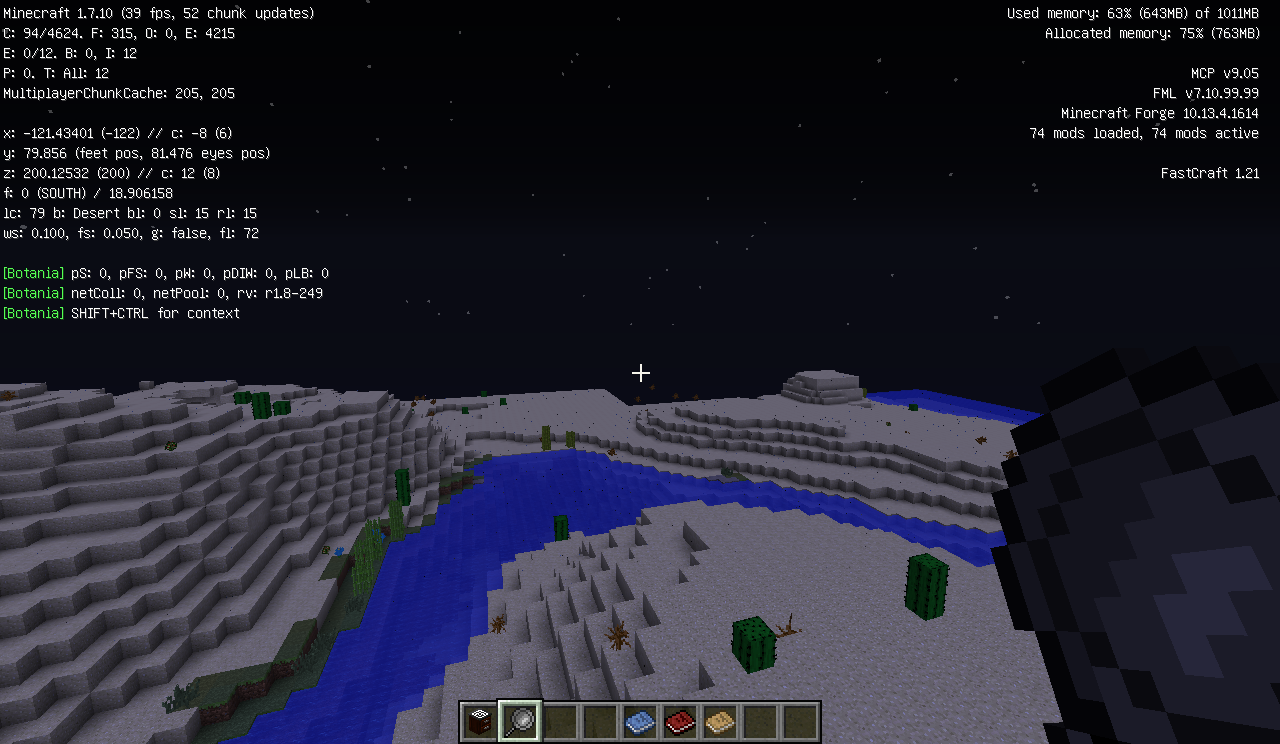 Minecraft 1.7.10 (39 fps, 52 chunk updates)
C: 94/4624. F: 315, O: 0, E: 4215
E: 0/12. B: 0, I: 12
P: 0. T: All: 12
MultiplayerChunkCache: 205, 205
x: -121.43401 (-122) // c: -8 (6)
y: 79.856 (feet pos, 81.476 eyes pos)
z: 200.12532 (200) // c: 12 (8)
f: 0 (SOUTH) / 18.906158
lc: 79 b: Desert bl: 0 sl: 15 rl: 15
ws: 0.100, fs: 0.050, g: false, fl: 72
[Botania] pS: 0, pFS: 0, pW: 0, pDIW: 0, pLB: 0
[Botania] netColl: 0, netPool: 0, rv: r1.8-249
[Botania] SHIFT+CTRL for context
Used memory: 63% (643MB) of 1011MB
Allocated memory: 75% (763MB)
MCP v9.05
FML v7.10.99.99
Minecraft Forge 10.13.4.1614
74 mods loaded, 74 mods active
FastCraft 1.21